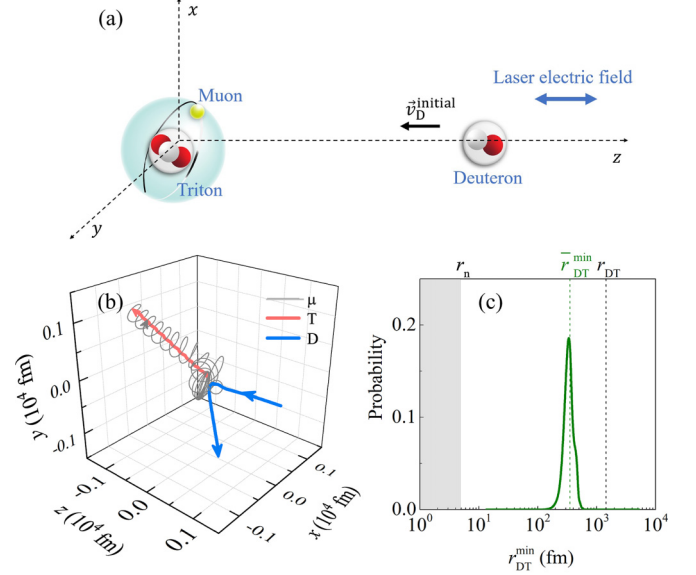 (a)
x
Muon
Laser electric field
v⃗_D^initial
z
Triton
Deuteron
y
(b)
μ
T
D
y (10⁴ fm)
0.1
0.0
-0.1
z (10⁴ fm)
-0.1
0.0
0.1
x (10⁴ fm)
-0.1
0.0
0.1
r_n
r̅_DT^min
r_DT
(c)
Probability
0.2
0.1
0.0
10⁰ 10¹ 10² 10³ 10⁴
r_DT^min (fm)